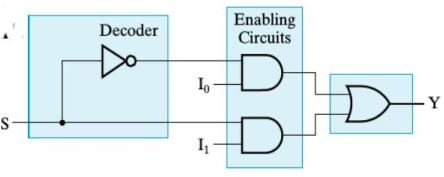 Decoder
Enabling
Circuits
I₀
Y
S
I₁